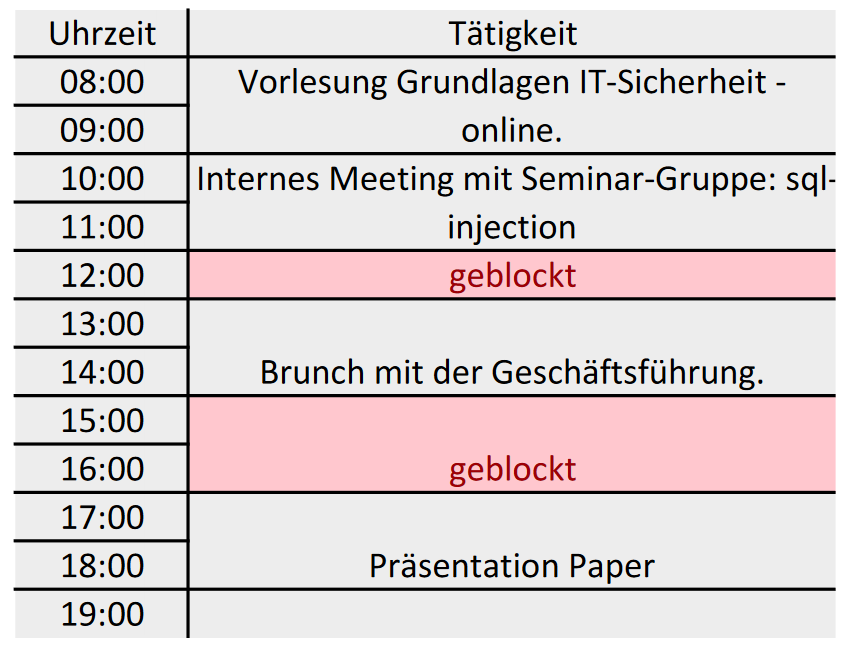 Uhrzeit Tätigkeit
08:00 Vorlesung Grundlagen IT-Sicherheit -
09:00 online.
10:00 Internes Meeting mit Seminar-Gruppe: sql-
11:00 injection
12:00 geblockt
13:00
14:00 Brunch mit der Geschäftsführung.
15:00
16:00 geblockt
17:00
18:00 Präsentation Paper
19:00